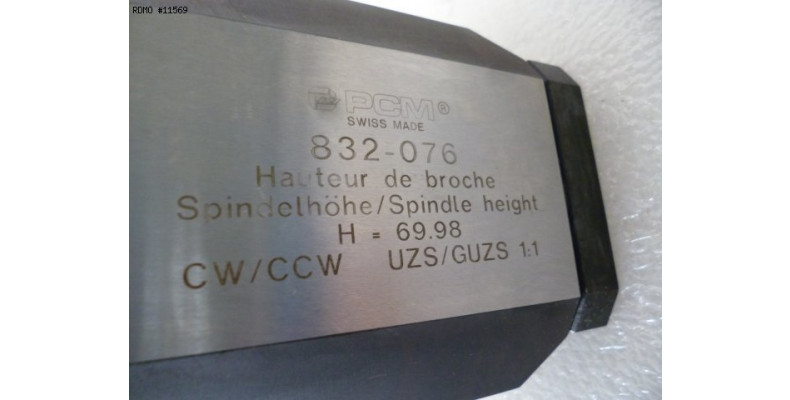 RDMO #11569
PCM®
SWISS MADE
832-076
Hauteur de broche
Spindelhöhe/Spindle height
H = 69.98
CW/CCW UZS/GUZS 1:1